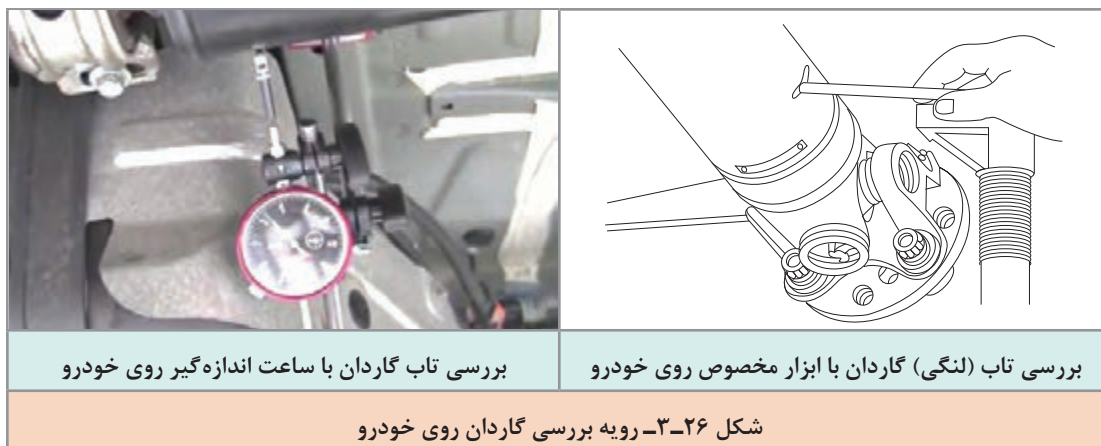 بررسی تاب (لنگی) گاردان با ابزار مخصوص روی خودرو
بررسی تاب گاردان با ساعت اندازه‌گیر روی خودرو
شکل ۲۶ــ۳ــ رویه بررسی گاردان روی خودرو